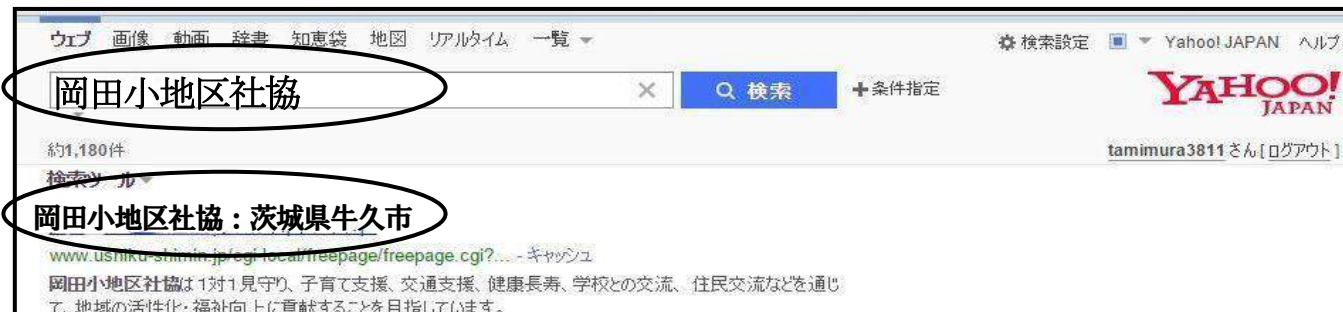 ウェブ 画像 動画 辞書 知恵袋 地図 リアルタイム 一覧 検索設定 Yahoo! JAPAN ヘルプ
岡田小地区社協 検索 +条件指定 YAHOO! JAPAN
約1,180件 tamimura3811さん[ログアウト]
検索ツール
岡田小地区社協：茨城県牛久市
www.ushiku-shimin.jp/cgi-local/freepage/freepage.cgi?... - キャッシュ
岡田小地区社協は1対1見守り、子育て支援、交通支援、健康長寿、学校との交流、住民交流などを通じ
て、地域の活性化・福祉向上に貢献することを目指しています。